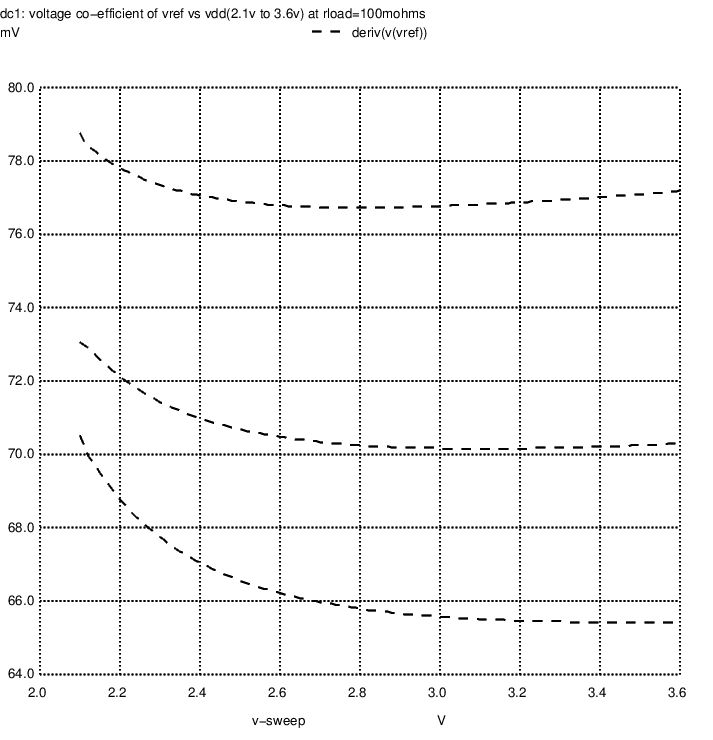 dc1: voltage co-efficient of vref vs vdd(2.1v to 3.6v) at rload=100mohms
mV deriv(v(vref))
80.0
78.0
76.0
74.0
72.0
70.0
68.0
66.0
64.0
2.0 2.2 2.4 2.6 2.8 3.0 3.2 3.4 3.6
v-sweep V